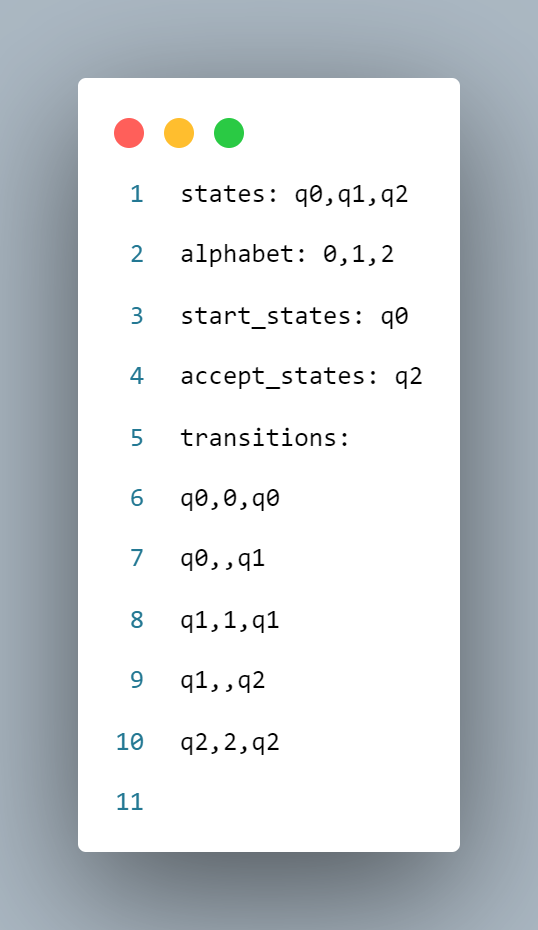 1 states: q0,q1,q2
2 alphabet: 0,1,2
3 start_states: q0
4 accept_states: q2
5 transitions:
6 q0,0,q0
7 q0,,q1
8 q1,1,q1
9 q1,,q2
10 q2,2,q2
11